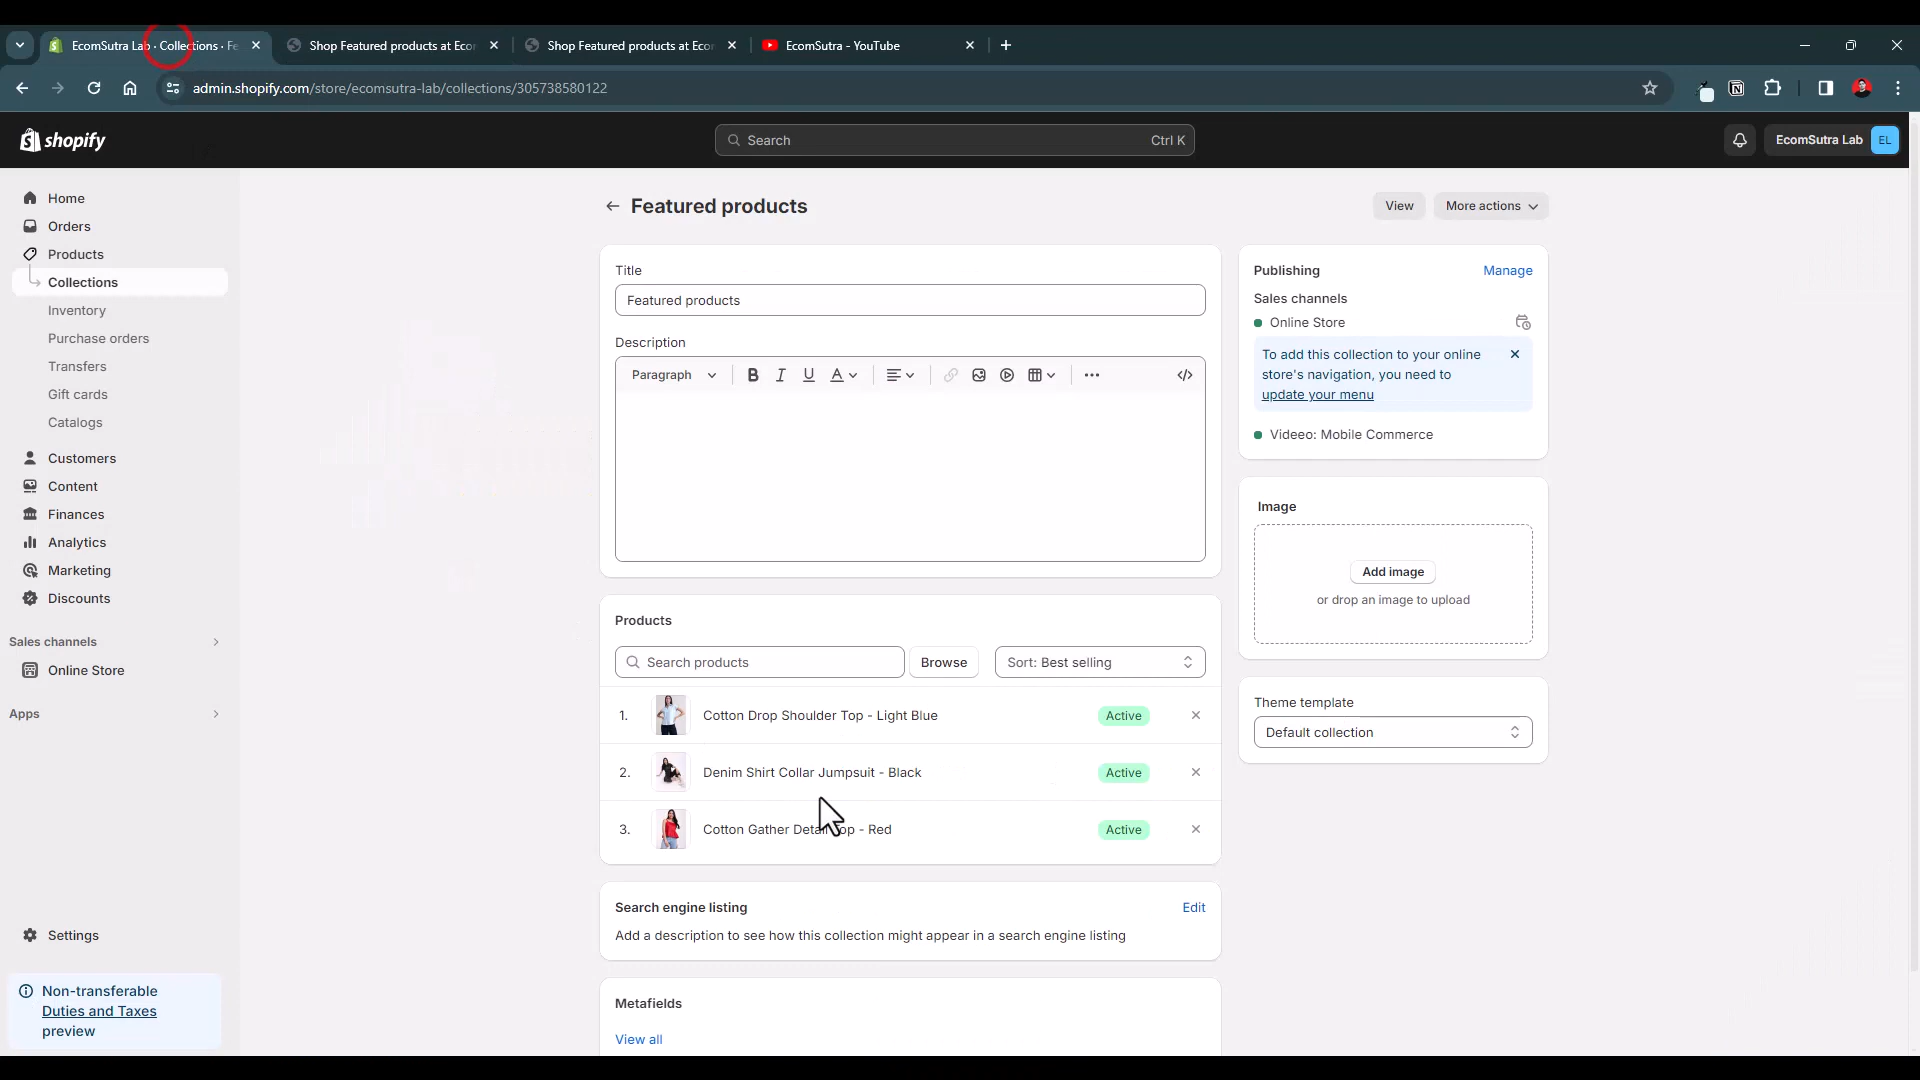 EcomSutra Lab · Collections · Fe
Shop Featured products at Ecor
Shop Featured products at Ecor
EcomSutra - YouTube
admin.shopify.com/store/ecomsutra-lab/collections/305738580122
shopify
Search
Ctrl K
EcomSutra Lab
EL
Home
Orders
Products
Collections
Inventory
Purchase orders
Transfers
Gift cards
Catalogs
Customers
Content
Finances
Analytics
Marketing
Discounts
Sales channels
Online Store
Apps
Settings
Non-transferable
Duties and Taxes
preview
Featured products
View
More actions
Title
Featured products
Description
Paragraph
B I U A
Products
Search products
Browse
Sort: Best selling
1. Cotton Drop Shoulder Top - Light Blue Active
2. Denim Shirt Collar Jumpsuit - Black Active
3. Cotton Gather Detail Top - Red Active
Search engine listing
Edit
Add a description to see how this collection might appear in a search engine listing
Metafields
View all
Publishing
Manage
Sales channels
Online Store
To add this collection to your online
store's navigation, you need to
update your menu
Videeo: Mobile Commerce
Image
Add image
or drop an image to upload
Theme template
Default collection